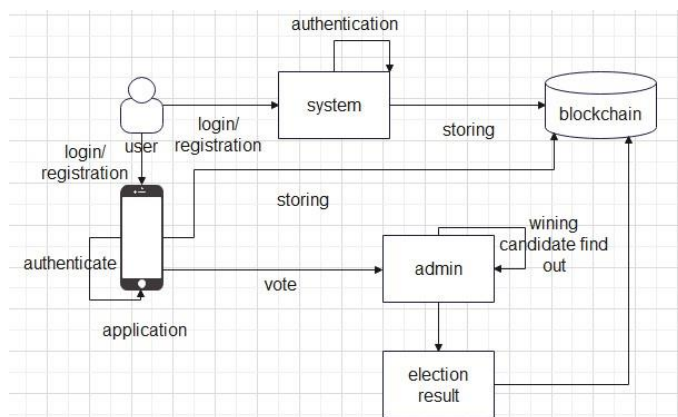 authentication
system
blockchain
storing
login/
registration
user
login/
registration
storing
authenticate
wining
candidate find
out
admin
vote
application
election
result